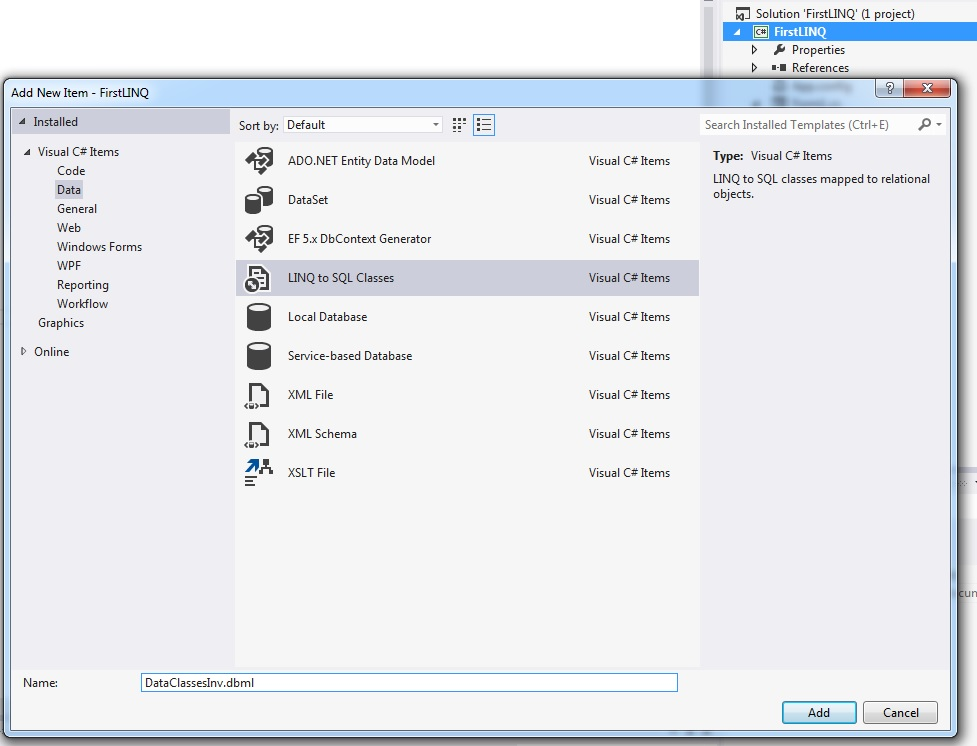 Solution 'FirstLINQ' (1 project)
C# FirstLINQ
Properties
References
Add New Item - FirstLINQ
?
Installed
Sort by: Default
Search Installed Templates (Ctrl+E)
Visual C# Items
Code
Data
General
Web
Windows Forms
WPF
Reporting
Workflow
Graphics
Online
ADO.NET Entity Data Model Visual C# Items
DataSet Visual C# Items
EF 5.x DbContext Generator Visual C# Items
LINQ to SQL Classes Visual C# Items
Local Database Visual C# Items
Service-based Database Visual C# Items
XML File Visual C# Items
XML Schema Visual C# Items
XSLT File Visual C# Items
Type: Visual C# Items
LINQ to SQL classes mapped to relational
objects.
Name: DataClassesInv.dbml
Add Cancel